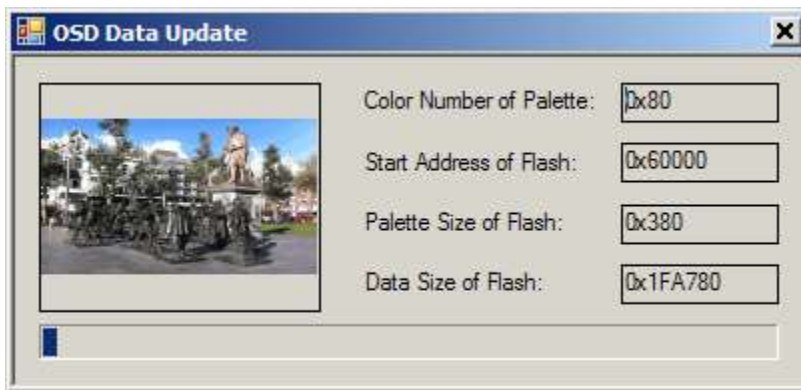 OSD Data Update
Color Number of Palette: 0x80
Start Address of Flash: 0x60000
Palette Size of Flash: 0x380
Data Size of Flash: 0x1FA780